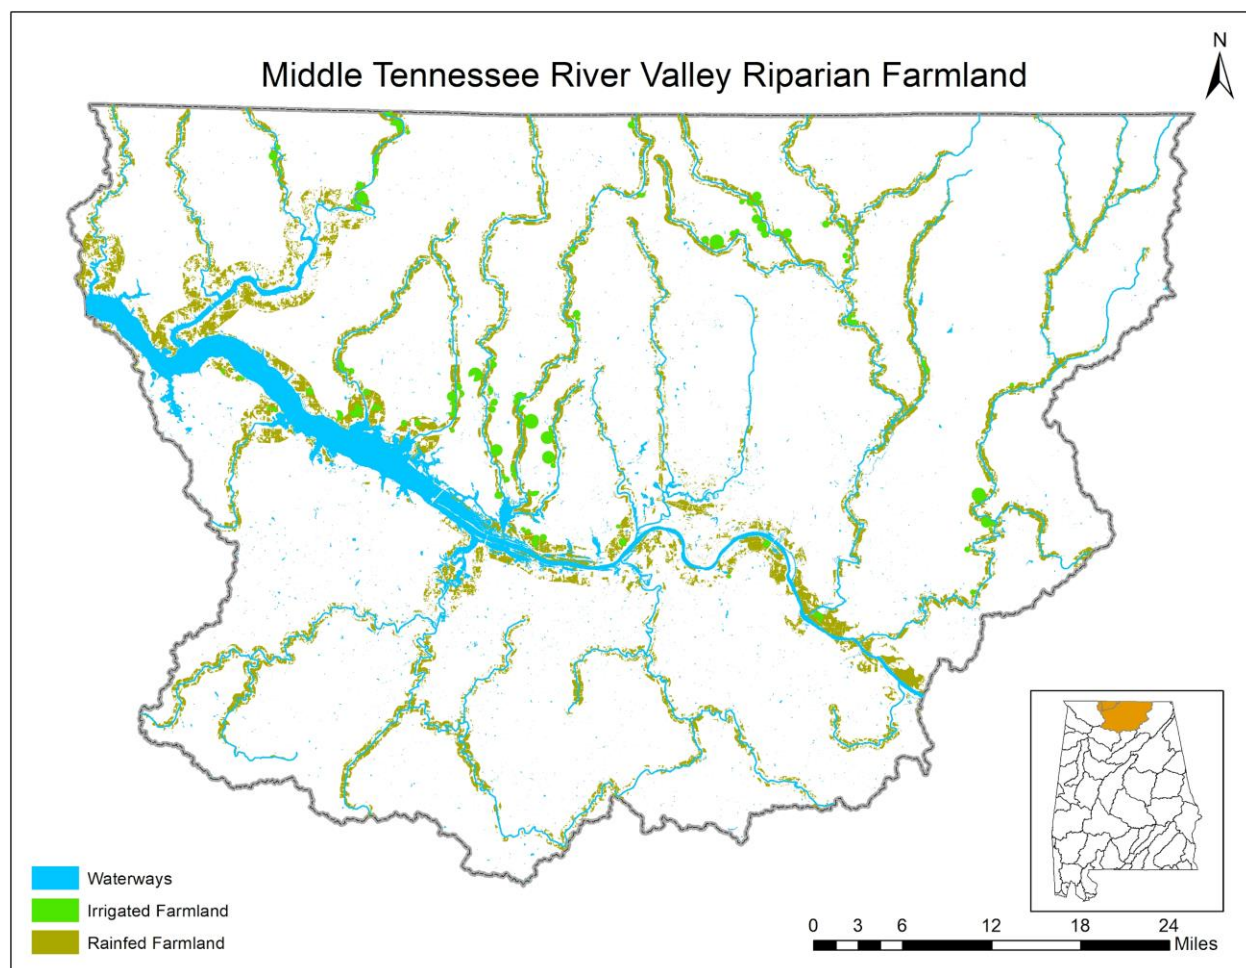 N
Middle Tennessee River Valley Riparian Farmland
Waterways
Irrigated Farmland
Rainfed Farmland
0 3 6 12 18 24
Miles